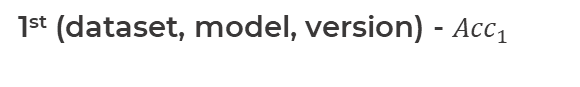 1ˢᵗ (dataset, model, version) - Acc₁